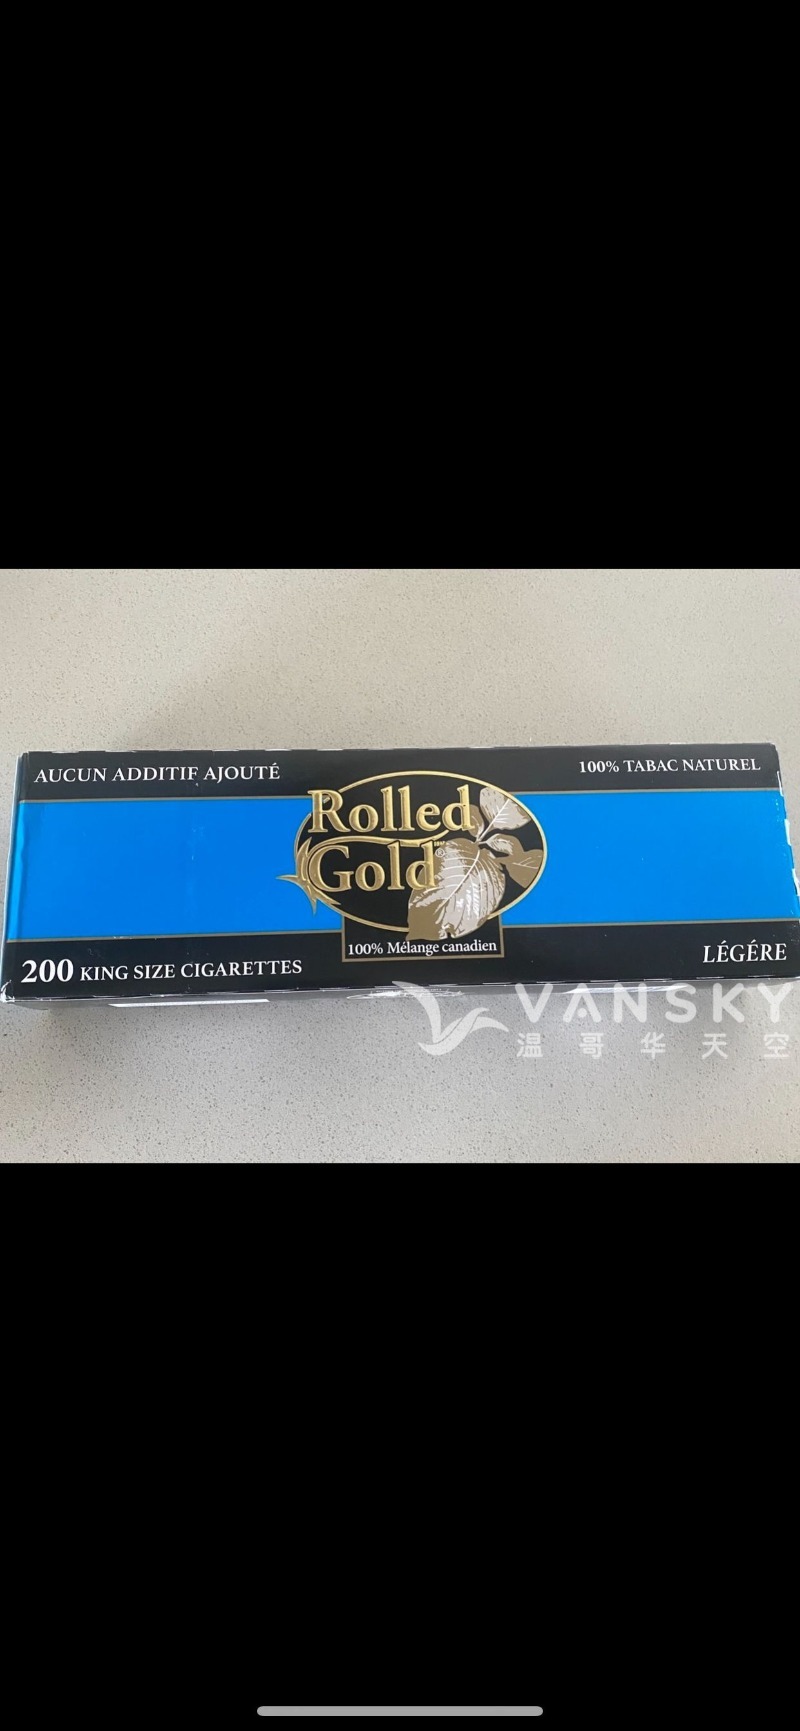 AUCUN ADDITIF AJOUTÉ
100% TABAC NATUREL
Rolled
Gold®
100% Mélange canadien
200 KING SIZE CIGARETTES
LÉGÉRE
VANSKY
温哥华天空